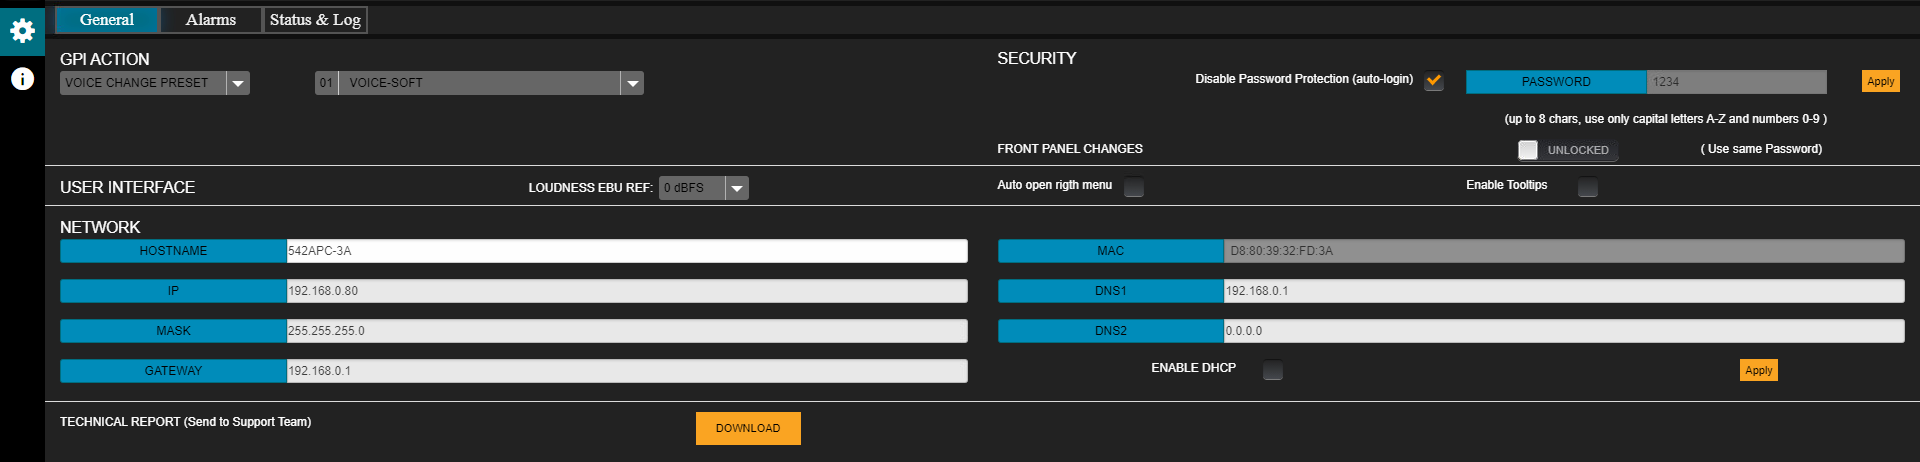 General Alarms Status & Log
GPI ACTION
VOICE CHANGE PRESET 01 VOICE-SOFT
SECURITY
Disable Password Protection (auto-login) PASSWORD 1234 Apply
(up to 8 chars, use only capital letters A-Z and numbers 0-9 )
FRONT PANEL CHANGES UNLOCKED ( Use same Password)
USER INTERFACE LOUDNESS EBU REF: 0 dBFS Auto open rigth menu Enable Tooltips
NETWORK
HOSTNAME 542APC-3A MAC D8:80:39:32:FD:3A
IP 192.168.0.80 DNS1 192.168.0.1
MASK 255.255.255.0 DNS2 0.0.0.0
GATEWAY 192.168.0.1 ENABLE DHCP Apply
TECHNICAL REPORT (Send to Support Team) DOWNLOAD